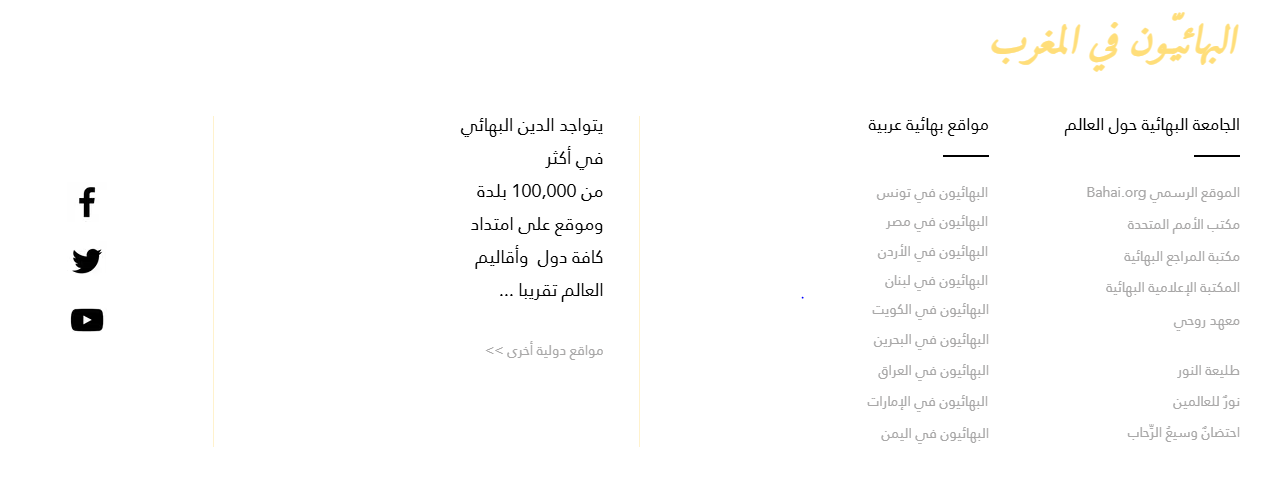 البهائيّون في المغرب
الجامعة البهائية حول العالم
الموقع الرسمي Bahai.org
مكتب الأمم المتحدة
مكتبة المراجع البهائية
المكتبة الإعلامية البهائية
معهد روحي
طليعة النور
نورٌ للعالمين
احتضانٌ وسيعُ الرِّحاب
مواقع بهائية عربية
البهائيون في تونس
البهائيون في مصر
البهائيون في الأردن
البهائيون في لبنان
البهائيون في الكويت
البهائيون في البحرين
البهائيون في العراق
البهائيون في الإمارات
البهائيون في اليمن
يتواجد الدين البهائي
في أكثر
من 100,000 بلدة
وموقع على امتداد
كافة دول وأقاليم
العالم تقريبا ...
مواقع دولية أخرى >>